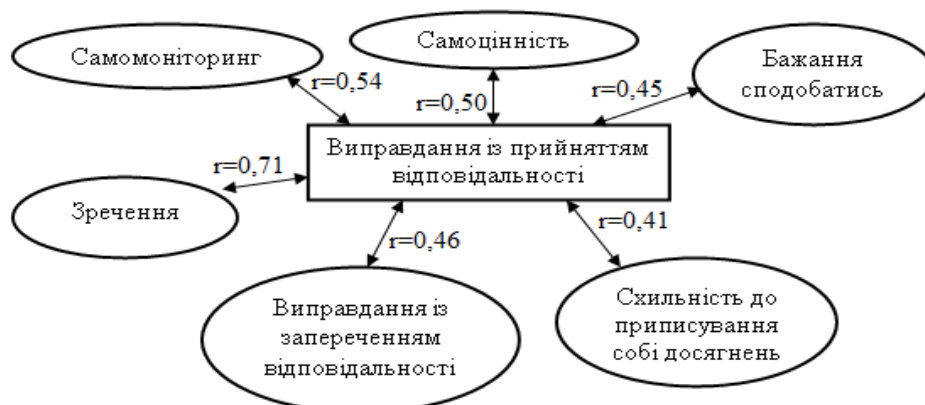 Самомоніторинг
Самоцінність
Бажання
сподобатись
r=0,54
r=0,50
r=0,45
Виправдання із прийняттям
відповідальності
r=0,71
Зречення
r=0,46
r=0,41
Виправдання із
запереченням
відповідальності
Схильність до
приписування
собі досягнень